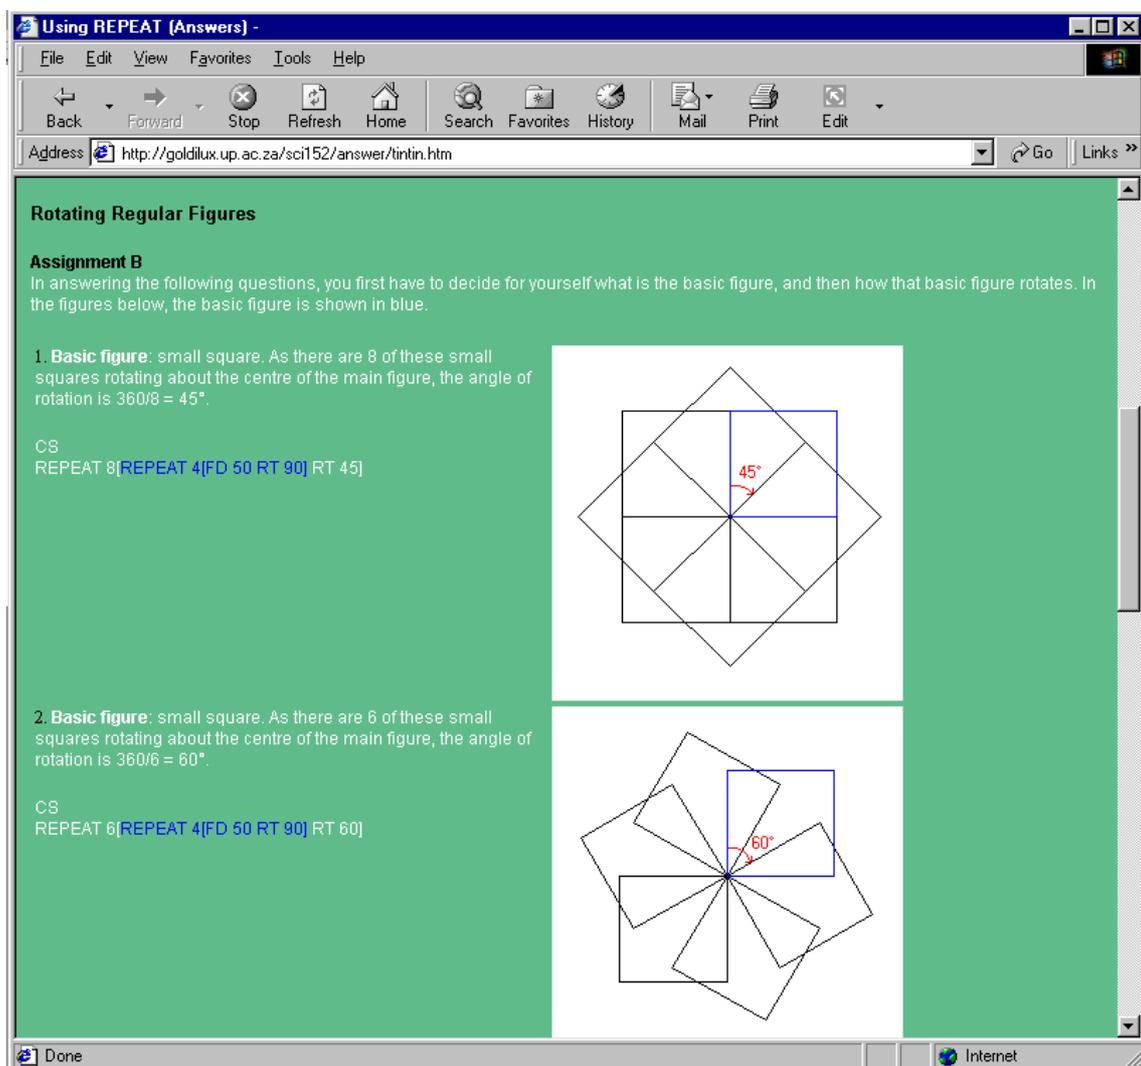 Using REPEAT (Answers) -
File Edit View Favorites Tools Help
Back Forward Stop Refresh Home Search Favorites History Mail Print Edit
Address http://goldilux.up.ac.za/sci152/answer/tintin.htm Go Links »
Rotating Regular Figures
Assignment B
In answering the following questions, you first have to decide for yourself what is the basic figure, and then how that basic figure rotates. In
the figures below, the basic figure is shown in blue.
1. Basic figure: small square. As there are 8 of these small
squares rotating about the centre of the main figure, the angle of
rotation is 360/8 = 45°.
CS
REPEAT 8[REPEAT 4[FD 50 RT 90] RT 45]
45°
2. Basic figure: small square. As there are 6 of these small
squares rotating about the centre of the main figure, the angle of
rotation is 360/6 = 60°.
CS
REPEAT 6[REPEAT 4[FD 50 RT 90] RT 60]
60°
Done Internet